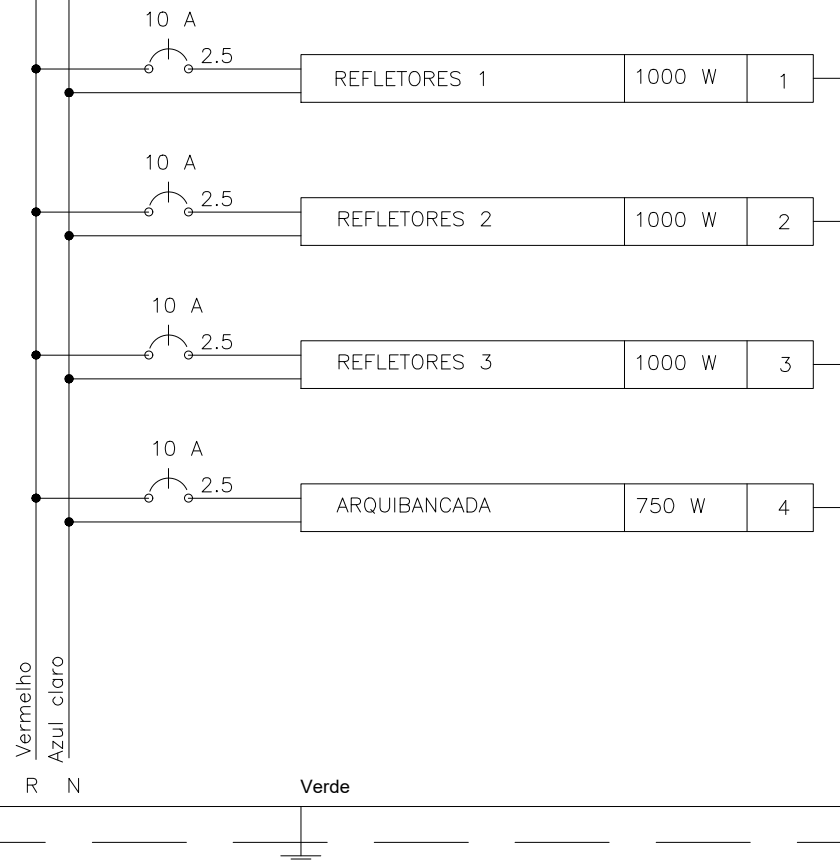 10 A
2.5
REFLETORES 1
1000 W
1
10 A
2.5
REFLETORES 2
1000 W
2
10 A
2.5
REFLETORES 3
1000 W
3
10 A
2.5
ARQUIBANCADA
750 W
4
Vermelho
Azul claro
R
N
Verde